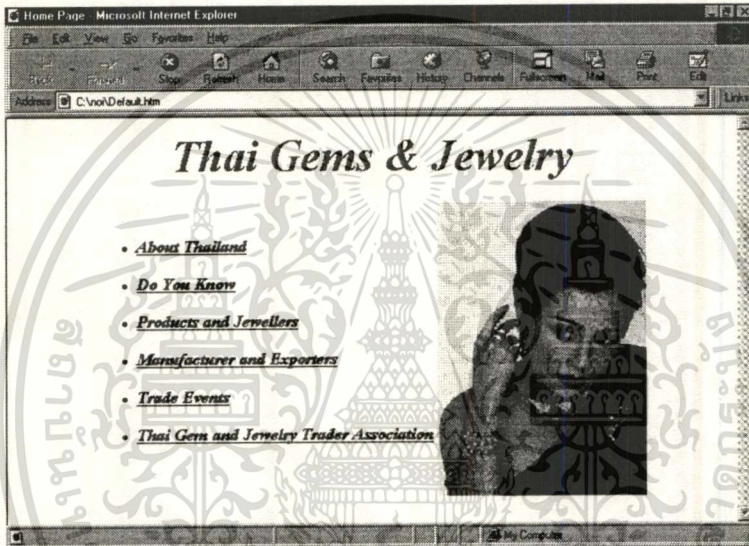 Home Page - Microsoft Internet Explorer
File Edit View Go Favorites Help
Back Forward Stop Refresh Home Search Favorites History Channels Fullscreen Mail Print Edit
Address C:\noi\Default.htm Links
Thai Gems & Jewelry
• About Thailand
• Do You Know
• Products and Jewellers
• Manufacturer and Exporters
• Trade Events
• Thai Gem and Jewelry Trader Association
My Computer